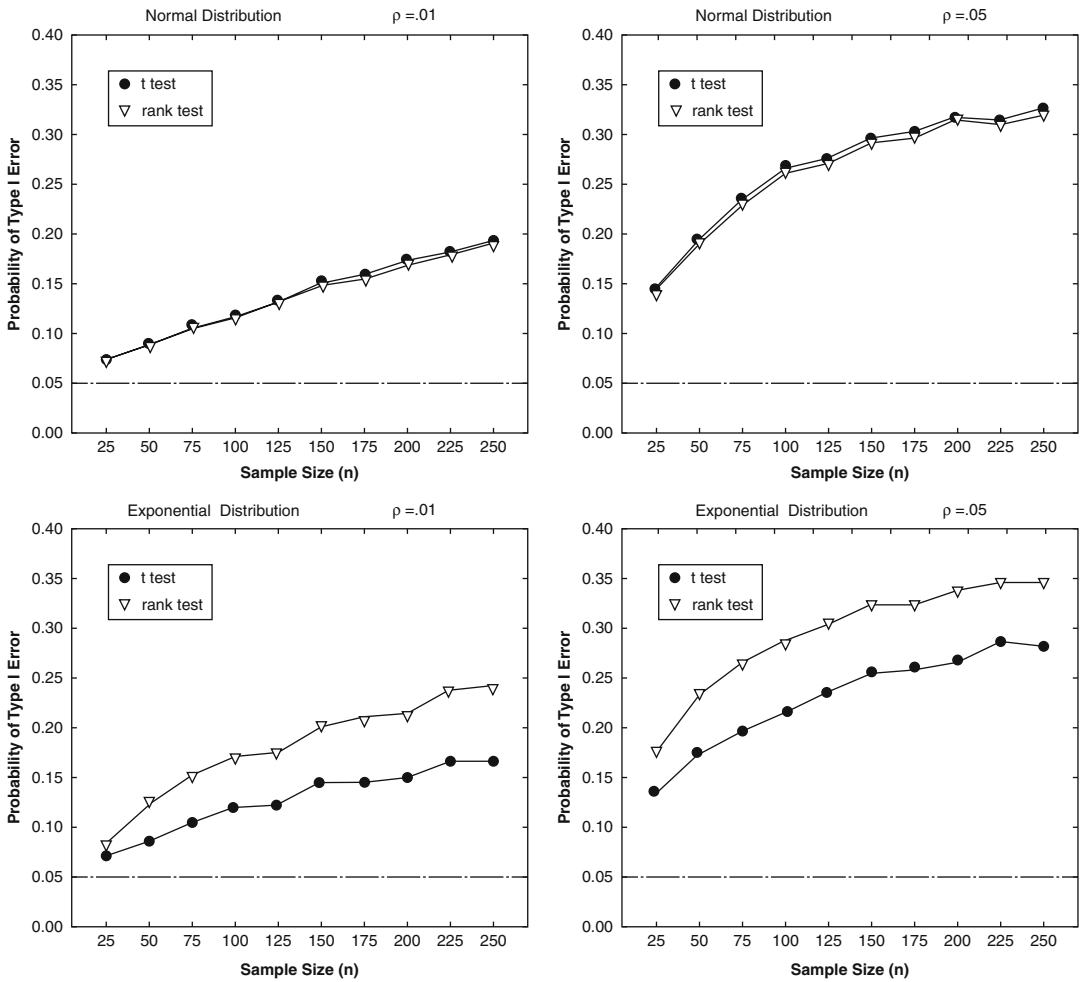 Normal Distribution ρ =.01
0.40
0.35
0.30
0.25
0.20
0.15
0.10
0.05
0.00
t test
rank test
Probability of Type I Error
25 50 75 100 125 150 175 200 225 250
Sample Size (n)
Normal Distribution ρ =.05
0.40
0.35
0.30
0.25
0.20
0.15
0.10
0.05
0.00
t test
rank test
Probability of Type I Error
25 50 75 100 125 150 175 200 225 250
Sample Size (n)
Exponential Distribution ρ =.01
0.40
0.35
0.30
0.25
0.20
0.15
0.10
0.05
0.00
t test
rank test
Probability of Type I Error
25 50 75 100 125 150 175 200 225 250
Sample Size (n)
Exponential Distribution ρ =.05
0.40
0.35
0.30
0.25
0.20
0.15
0.10
0.05
0.00
t test
rank test
Probability of Type I Error
25 50 75 100 125 150 175 200 225 250
Sample Size (n)